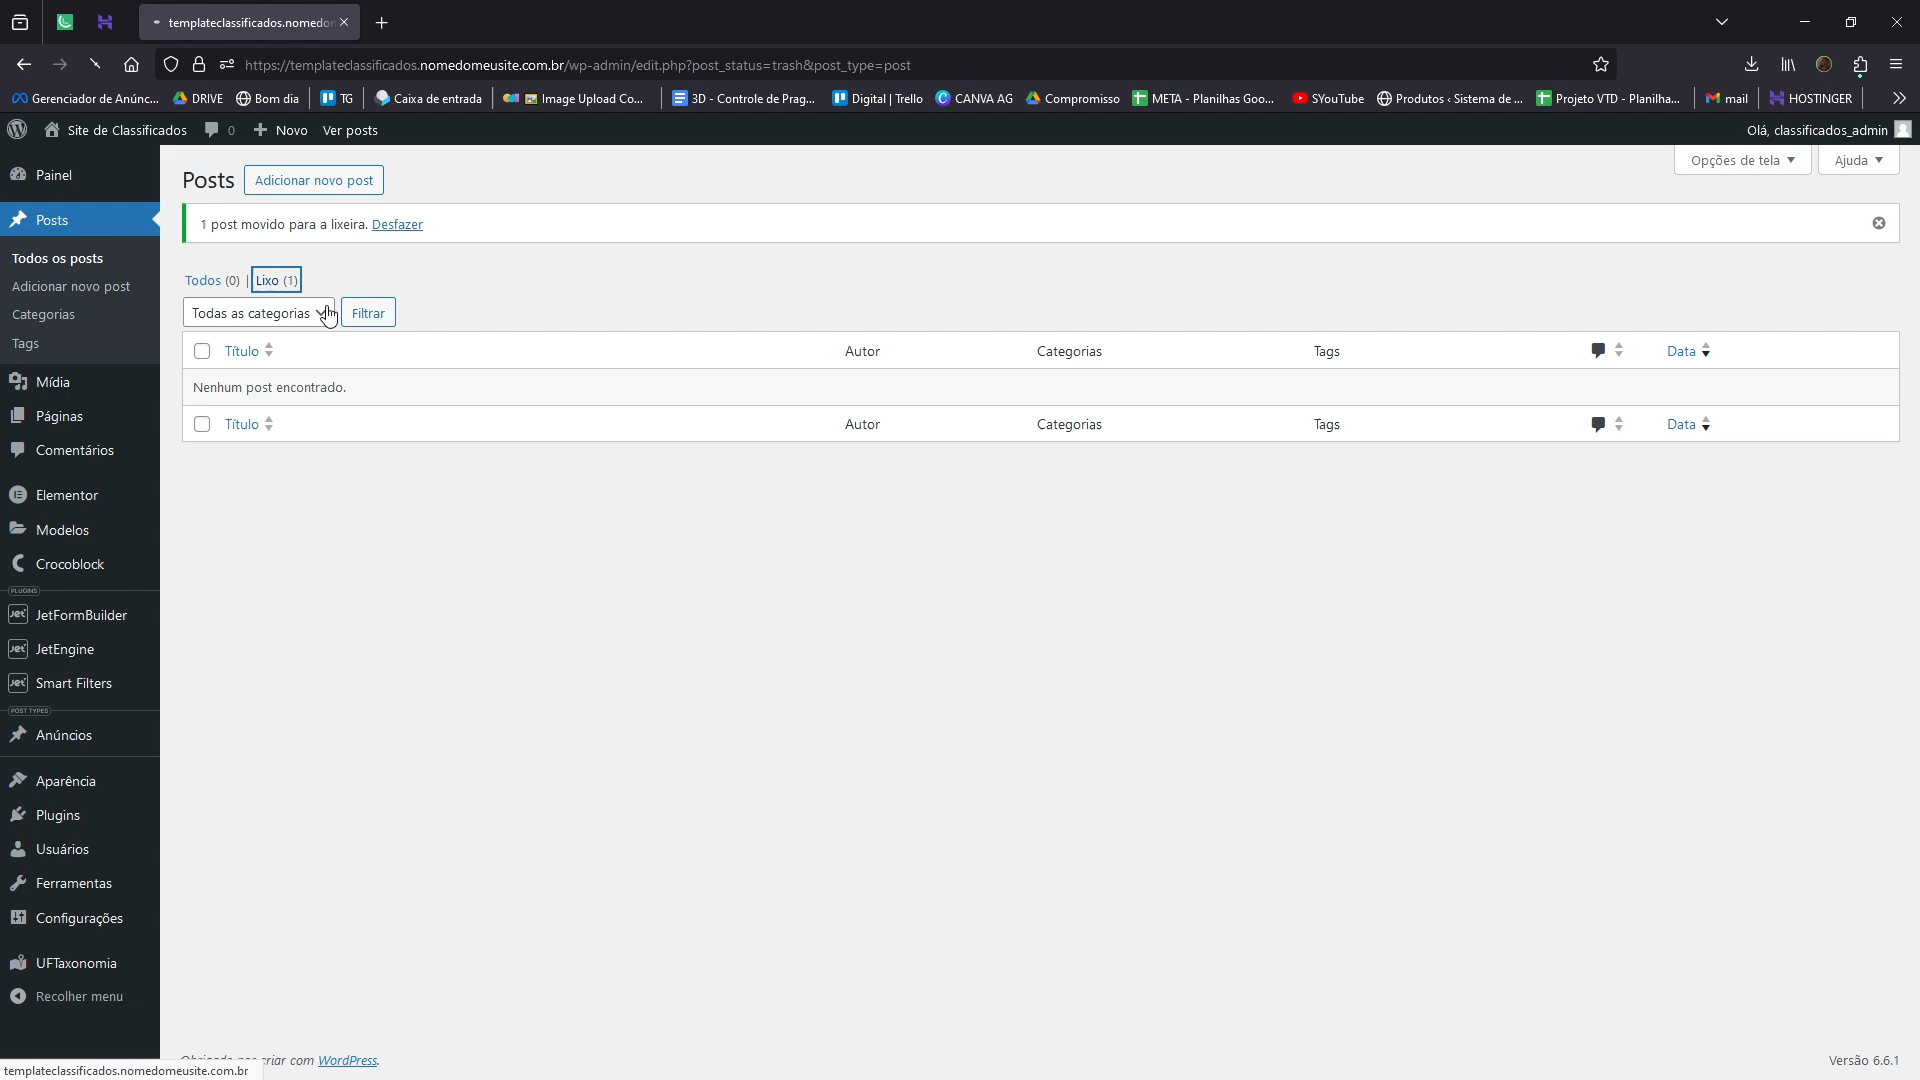 templateclassificados.nomedor
https://templateclassificados.nomedomeusite.com.br/wp-admin/edit.php?post_status=trash&post_type=post
Gerenciador de Anúnc...
DRIVE
Bom dia
TG
Caixa de entrada
Image Upload Co...
3D - Controle de Prag...
Digital | Trello
CANVA AG
Compromisso
META - Planilhas Goo...
SYouTube
Produtos ‹ Sistema de ...
Projeto VTD - Planilha...
mail
HOSTINGER
Site de Classificados
0
Novo
Ver posts
Olá, classificados_admin
Painel
Posts
Todos os posts
Adicionar novo post
Categorias
Tags
Mídia
Páginas
Comentários
Elementor
Modelos
Crocoblock
PLUGINS
JetFormBuilder
JetEngine
Smart Filters
POST TYPES
Anúncios
Aparência
Plugins
Usuários
Ferramentas
Configurações
UFTaxonomia
Recolher menu
Opções de tela
Ajuda
Posts
Adicionar novo post
1 post movido para a lixeira. Desfazer
Todos (0) | Lixo (1)
Todas as categorias
Filtrar
Título Autor Categorias Tags Data
Nenhum post encontrado.
Título Autor Categorias Tags Data
criar com WordPress.
Versão 6.6.1
templateclassificados.nomedomeusite.com.br